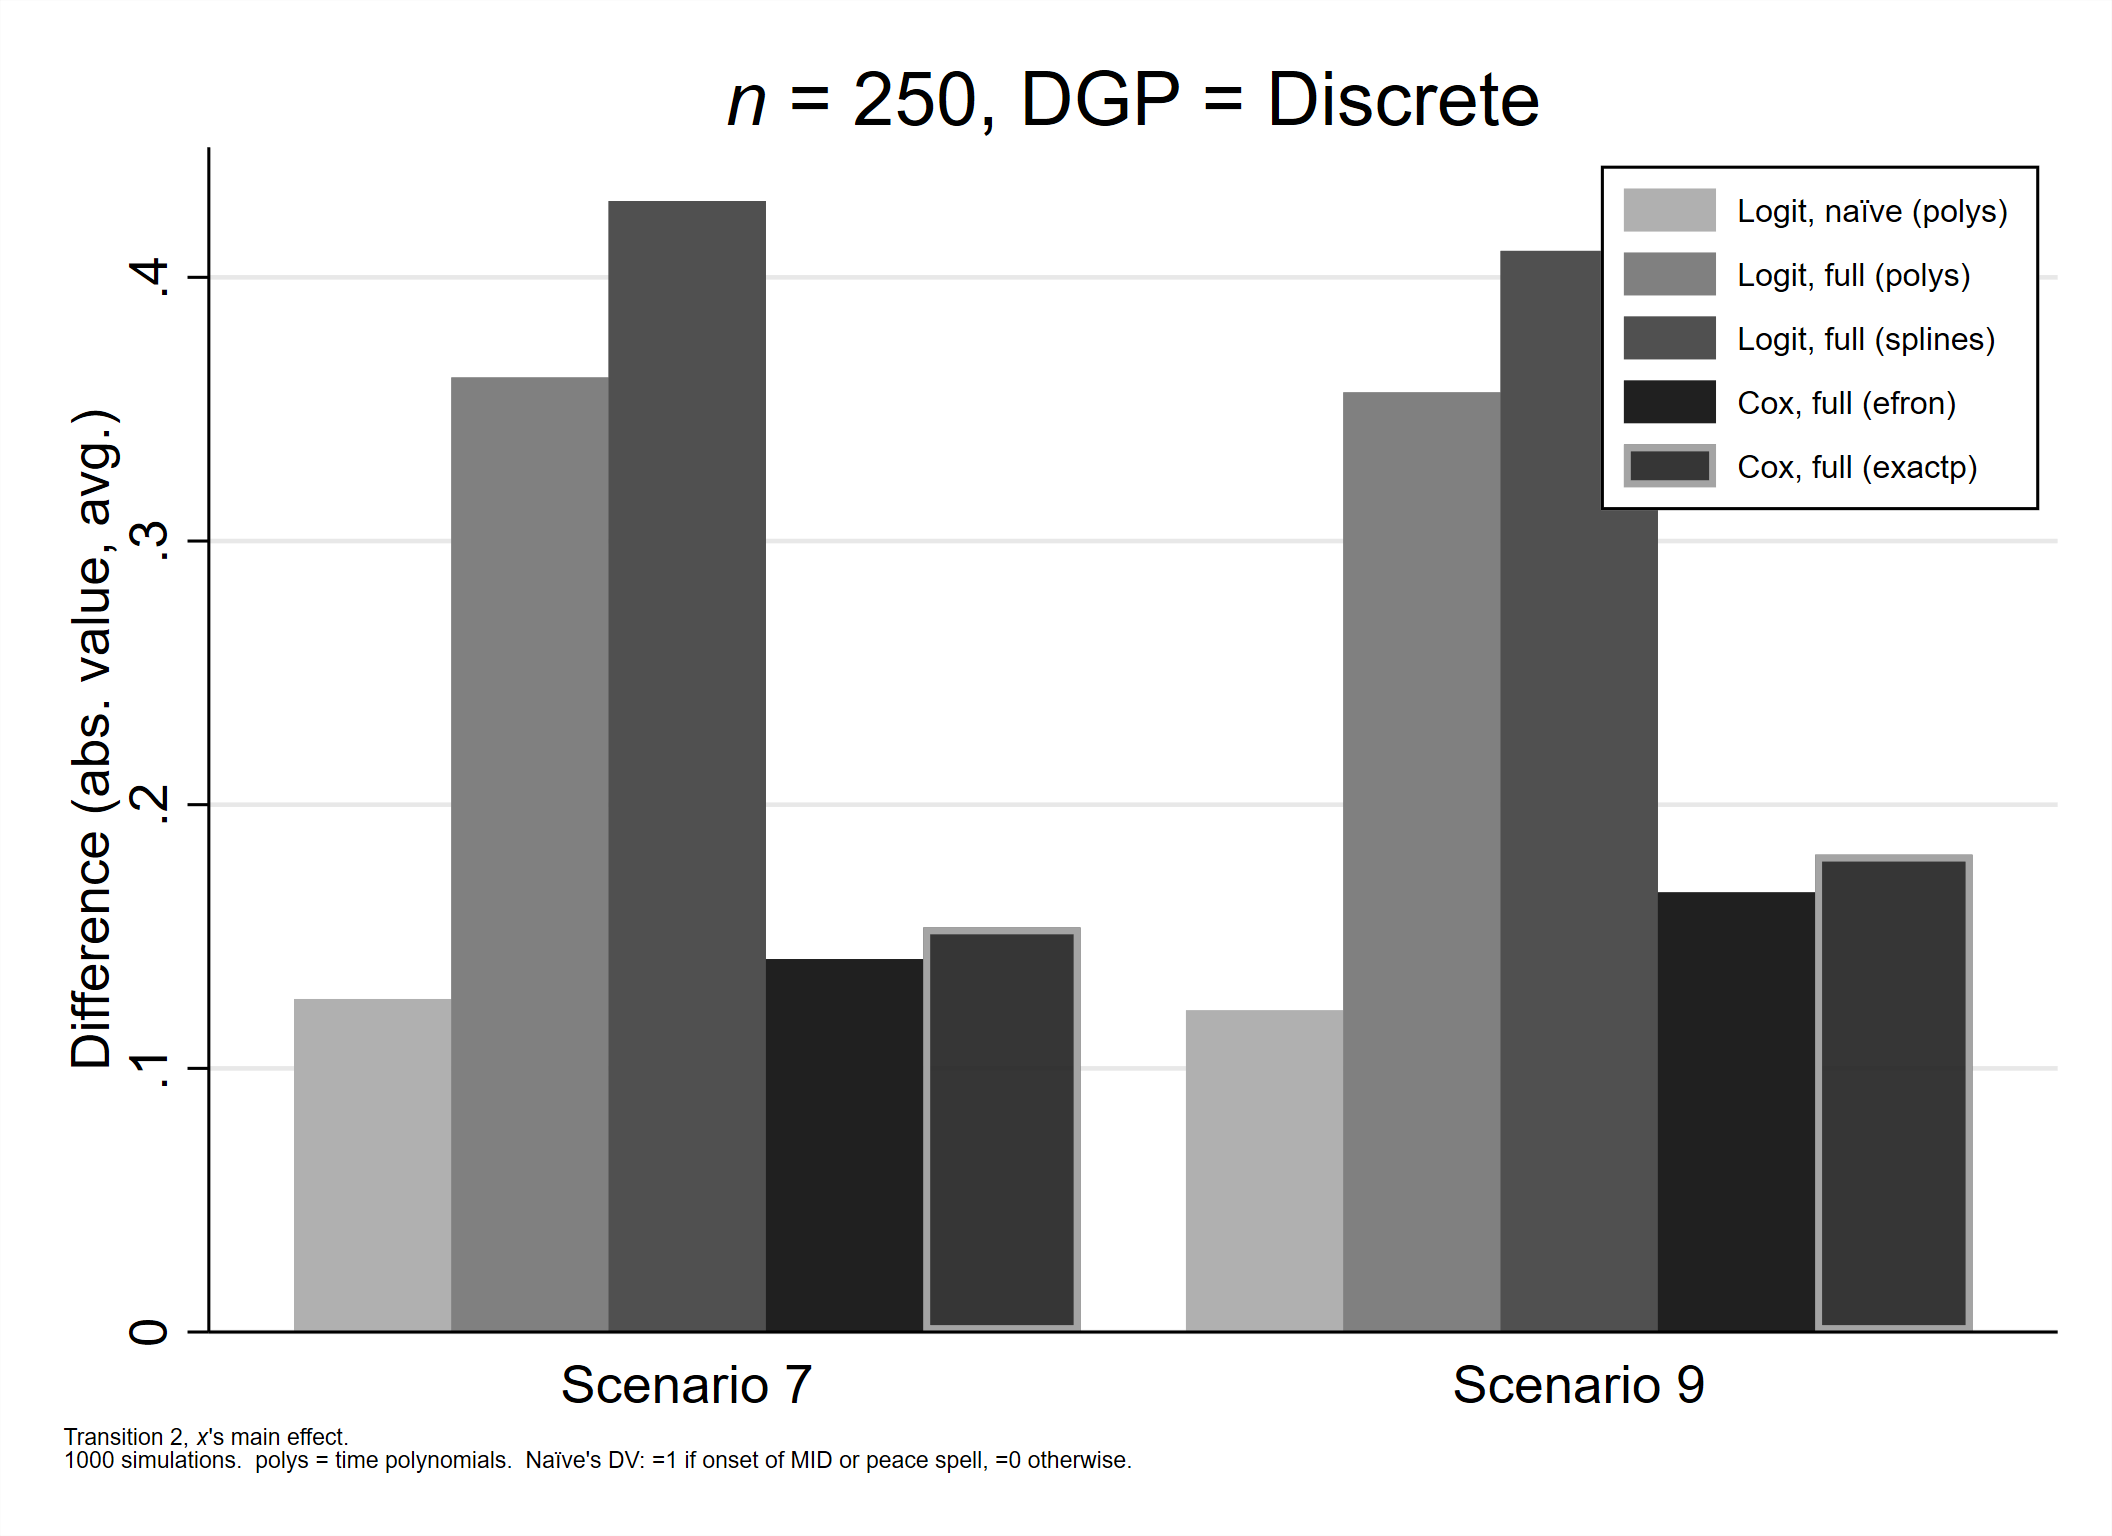 n = 250, DGP = Discrete
Difference (abs. value, avg.)
.4
.3
.2
.1
0
Logit, naïve (polys)
Logit, full (polys)
Logit, full (splines)
Cox, full (efron)
Cox, full (exactp)
Scenario 7
Scenario 9
Transition 2, x's main effect.
1000 simulations.  polys = time polynomials.  Naïve's DV: =1 if onset of MID or peace spell, =0 otherwise.